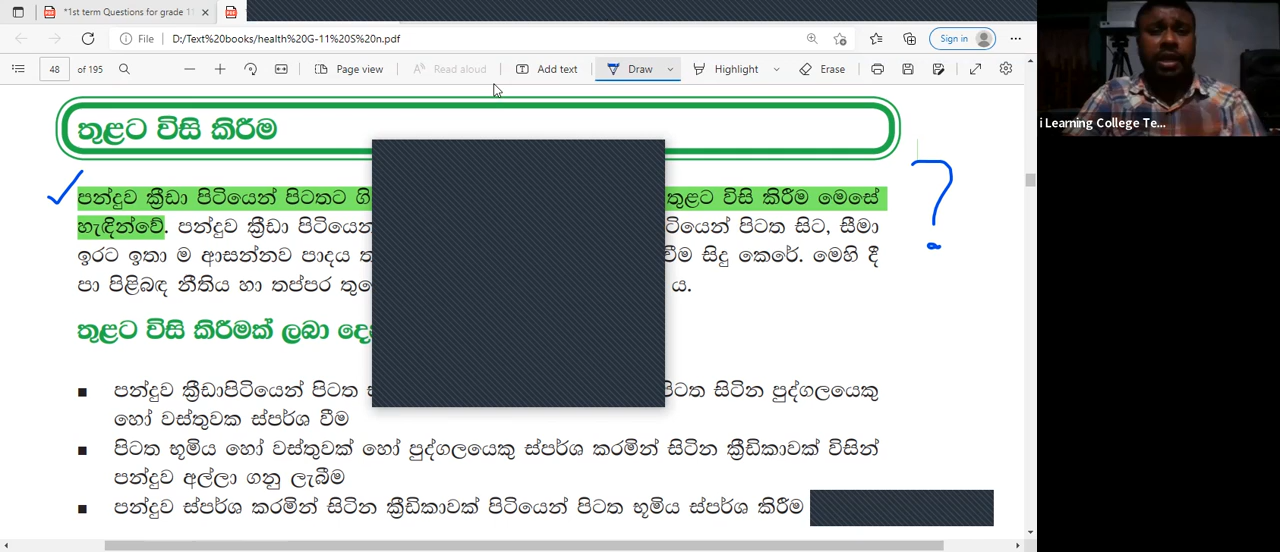 *1st term Questions for grade 1
File D:/Text%20books/health%20G-11%20S%20n.pdf Sign in
48 of 195 Page view Read aloud Add text Draw Highlight Erase
i Learning College Te...
තුළට විසි කිරීම
පන්දුව ක්‍රීඩා පිටියෙන් පිටතට ගි තුළට විසි කිරීම මෙසේ
හැඳින්වේ. පන්දුව ක්‍රීඩා පිටියෙන් ටියෙන් පිටත සිට, සීමා
ඉරට ඉතා ම ආසන්නව පාදය ත වීම සිදු කෙරේ. මෙහි දී
පා පිළිබඳ නීතිය හා තප්පර තු ය.
තුළට විසි කිරීමක් ලබා දෙ
පන්දුව ක්‍රීඩාපිටියෙන් පිටත පිටත සිටින පුද්ගලයෙකු
හෝ වස්තුවක ස්පර්ශ වීම
පිටත භූමිය හෝ වස්තුවක් හෝ පුද්ගලයෙකු ස්පර්ශ කරමින් සිටින ක්‍රීඩිකාවක් විසින්
පන්දුව අල්ලා ගනු ලැබීම
පන්දුව ස්පර්ශ කරමින් සිටින ක්‍රීඩිකාවක් පිටියෙන් පිටත භූමිය ස්පර්ශ කිරීම
?